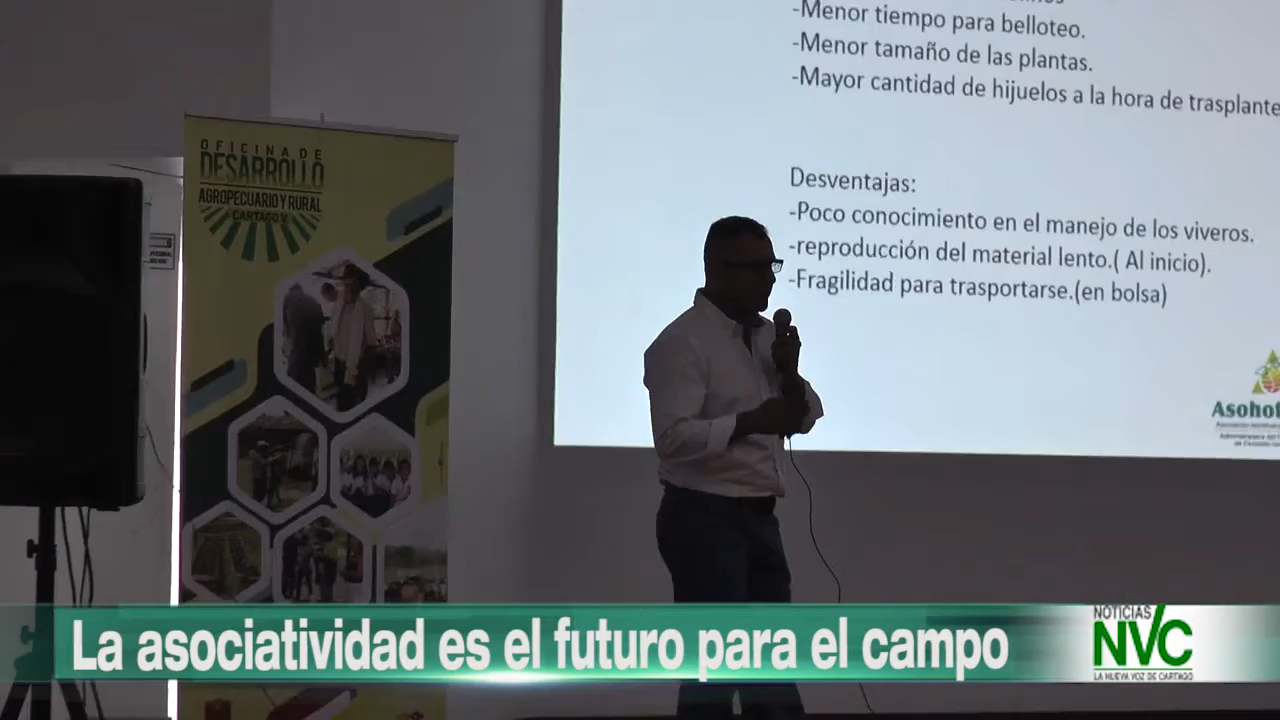 -Menor tiempo para belloteo.
-Menor tamaño de las plantas.
-Mayor cantidad de hijuelos a la hora de trasplante
Desventajas:
-Poco conocimiento en el manejo de los viveros.
-reproducción del material lento.( Al inicio).
-Fragilidad para trasportarse.(en bolsa)
OFICINA DE
DESARROLLO
AGROPECUARIO Y RURAL
CARTAGO V.
La asociatividad es el futuro para el campo
NOTICIAS
NVC
LA NUEVA VOZ DE CARTAGO